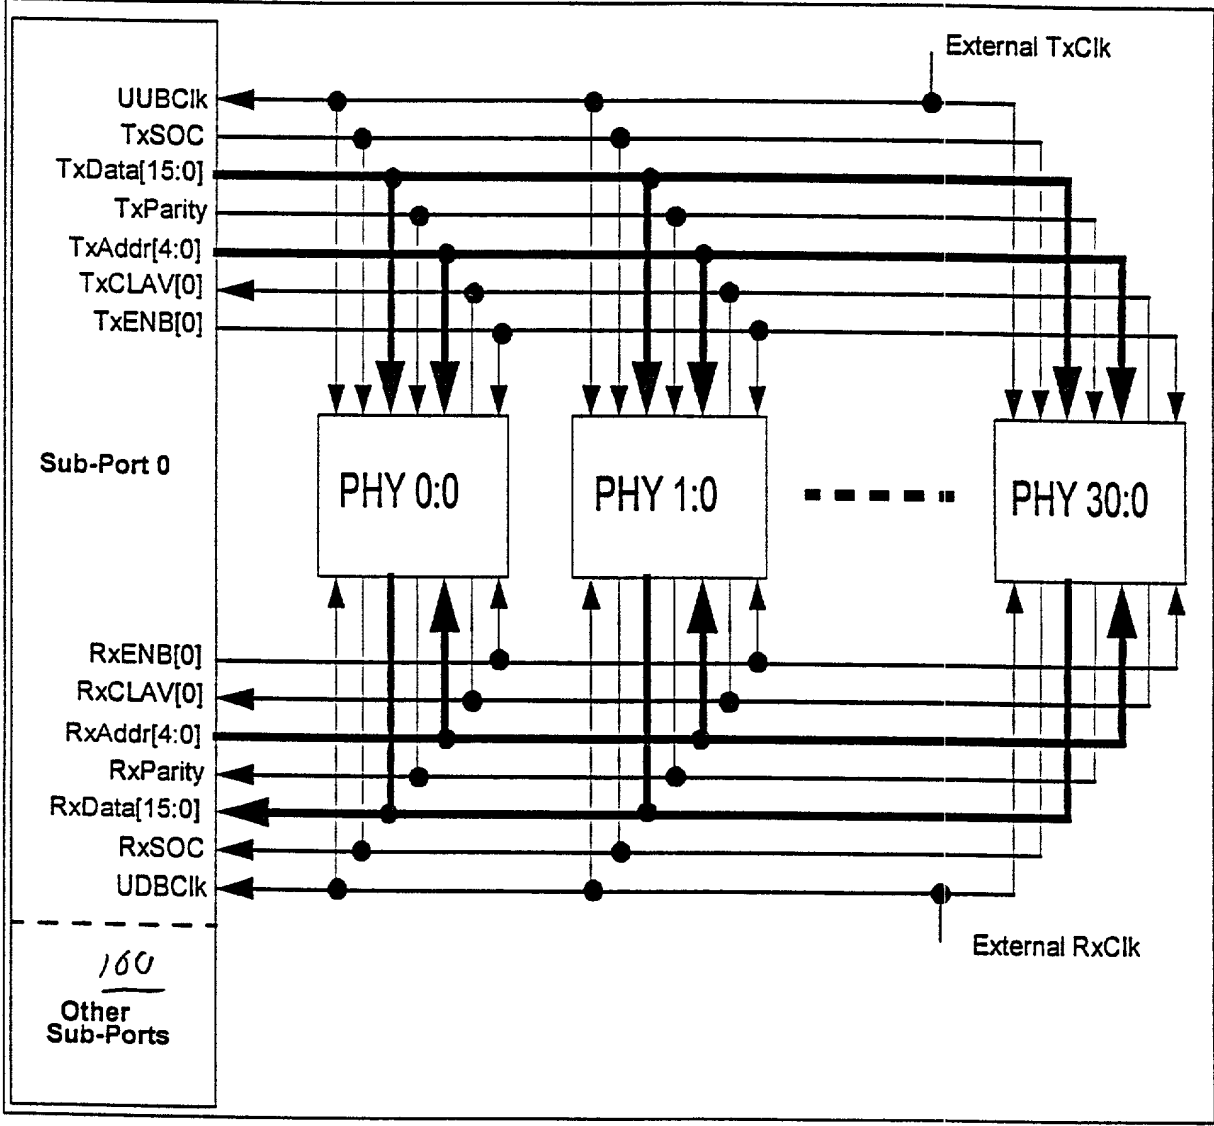 External TxClk
UUBClk
TxSOC
TxData[15:0]
TxParity
TxAddr[4:0]
TxCLAV[0]
TxENB[0]
Sub-Port 0
PHY 0:0
PHY 1:0
PHY 30:0
RxENB[0]
RxCLAV[0]
RxAddr[4:0]
RxParity
RxData[15:0]
RxSOC
UDBClk
External RxClk
160
Other
Sub-Ports